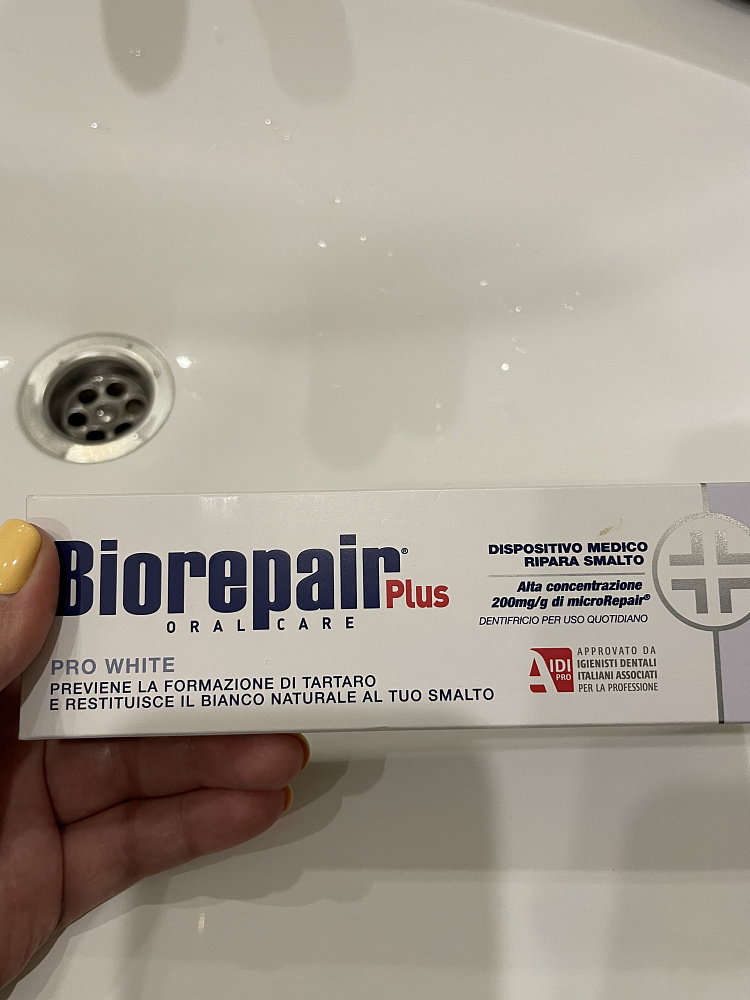 Biorepair® Plus
ORAL CARE
PRO WHITE
PREVIENE LA FORMAZIONE DI TARTARO
E RESTITUISCE IL BIANCO NATURALE AL TUO SMALTO
DISPOSITIVO MEDICO
RIPARA SMALTO
Alta concentrazione
200mg/g di microRepair®
DENTIFRICIO PER USO QUOTIDIANO
AIDI
PRO
APPROVATO DA
IGIENISTI DENTALI
ITALIANI ASSOCIATI
PER LA PROFESSIONE